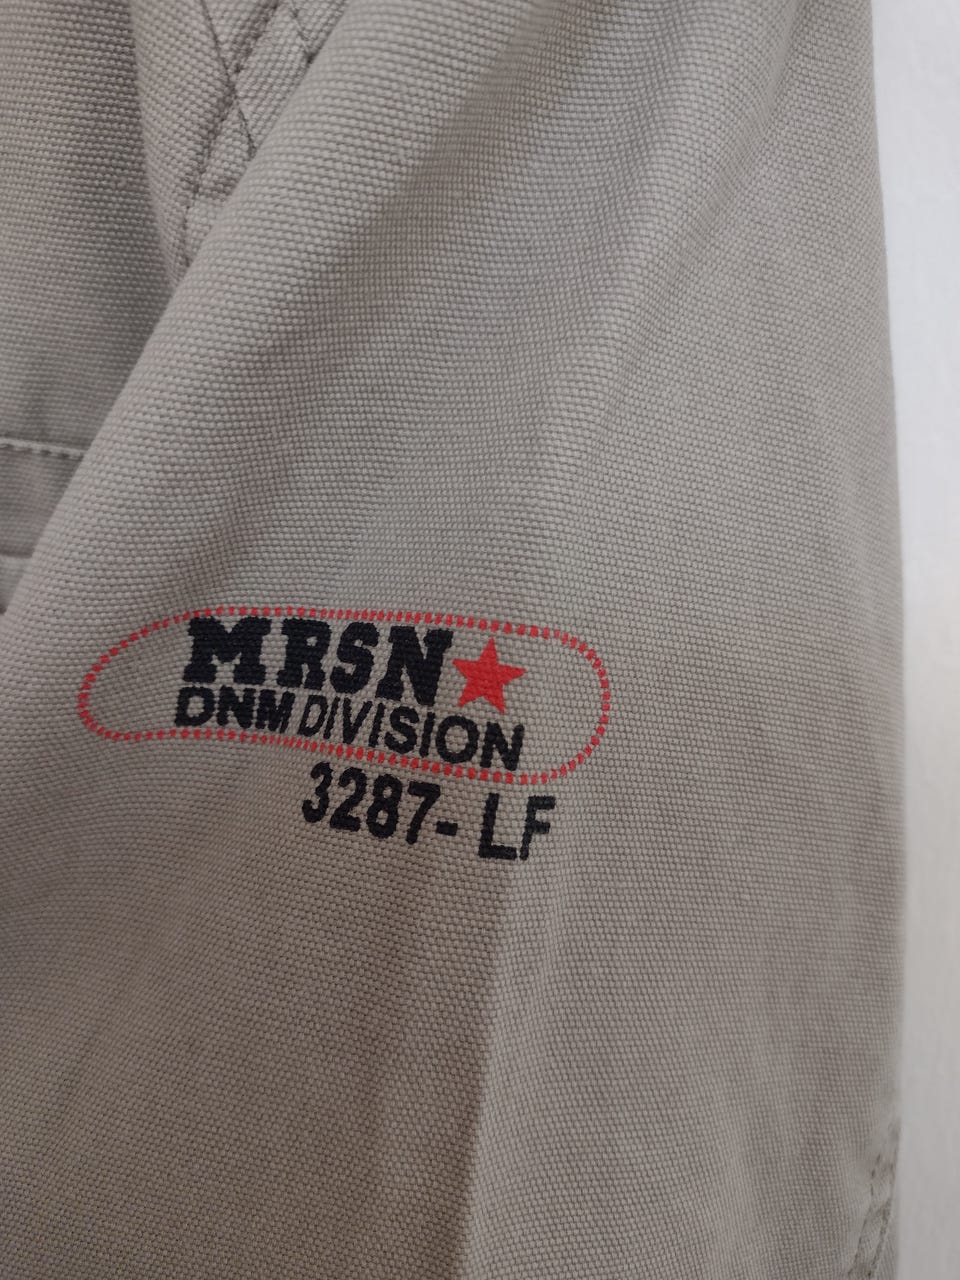 MRSN
DNM DIVISION
3287- LF